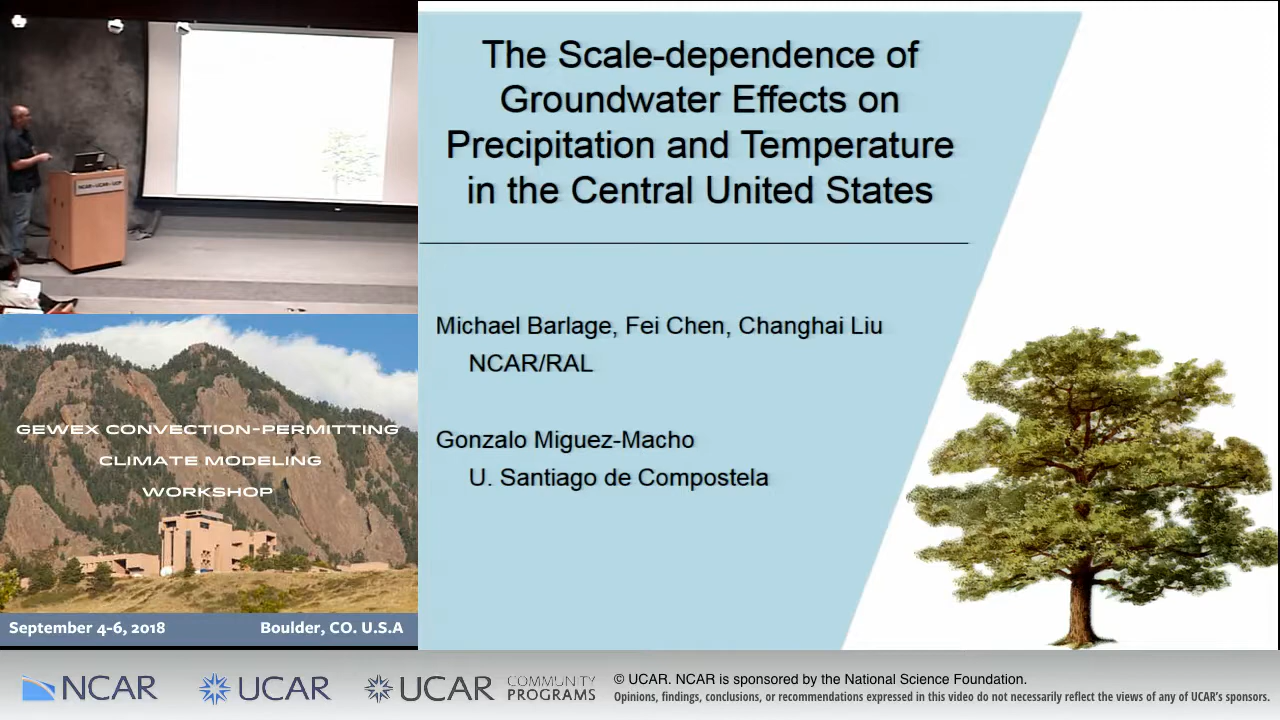 The Scale-dependence of
Groundwater Effects on
Precipitation and Temperature
in the Central United States
Michael Barlage, Fei Chen, Changhai Liu
NCAR/RAL
Gonzalo Miguez-Macho
U. Santiago de Compostela
NCAR • UCAR • UCP
GEWEX CONVECTION-PERMITTING
CLIMATE MODELING
WORKSHOP
September 4-6, 2018
Boulder, CO. U.S.A
NCAR
UCAR
UCAR
COMMUNITY
PROGRAMS
© UCAR. NCAR is sponsored by the National Science Foundation.
Opinions, findings, conclusions, or recommendations expressed in this video do not necessarily reflect the views of any of UCAR's sponsors.